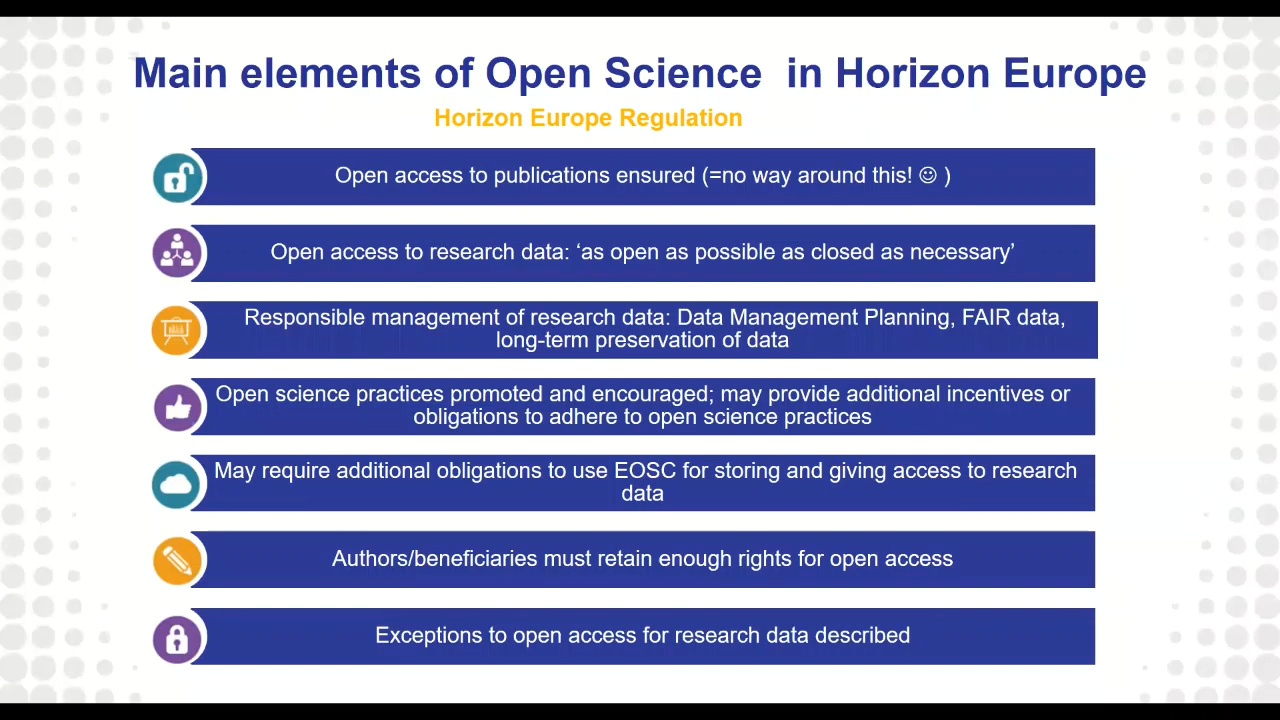 Main elements of Open Science  in Horizon Europe
Horizon Europe Regulation
Open access to publications ensured (=no way around this! ☺ )
Open access to research data: ‘as open as possible as closed as necessary’
Responsible management of research data: Data Management Planning, FAIR data,
long-term preservation of data
Open science practices promoted and encouraged; may provide additional incentives or
obligations to adhere to open science practices
May require additional obligations to use EOSC for storing and giving access to research
data
Authors/beneficiaries must retain enough rights for open access
Exceptions to open access for research data described